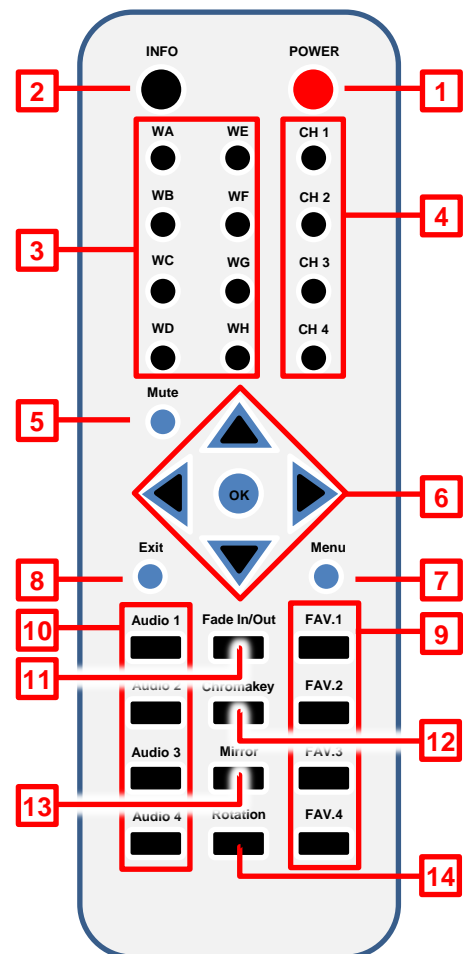 INFO POWER
2 1
WA WE CH 1
WB WF CH 2
4
3 WC WG CH 3
WD WH CH 4
Mute
5
OK 6
Exit Menu
8 7
10 Audio 1 Fade In/Out FAV.1 9
11
Audio 2 Chromakey FAV.2
12
Audio 3 Mirror FAV.3
13
Audio 4 Rotation FAV.4
14